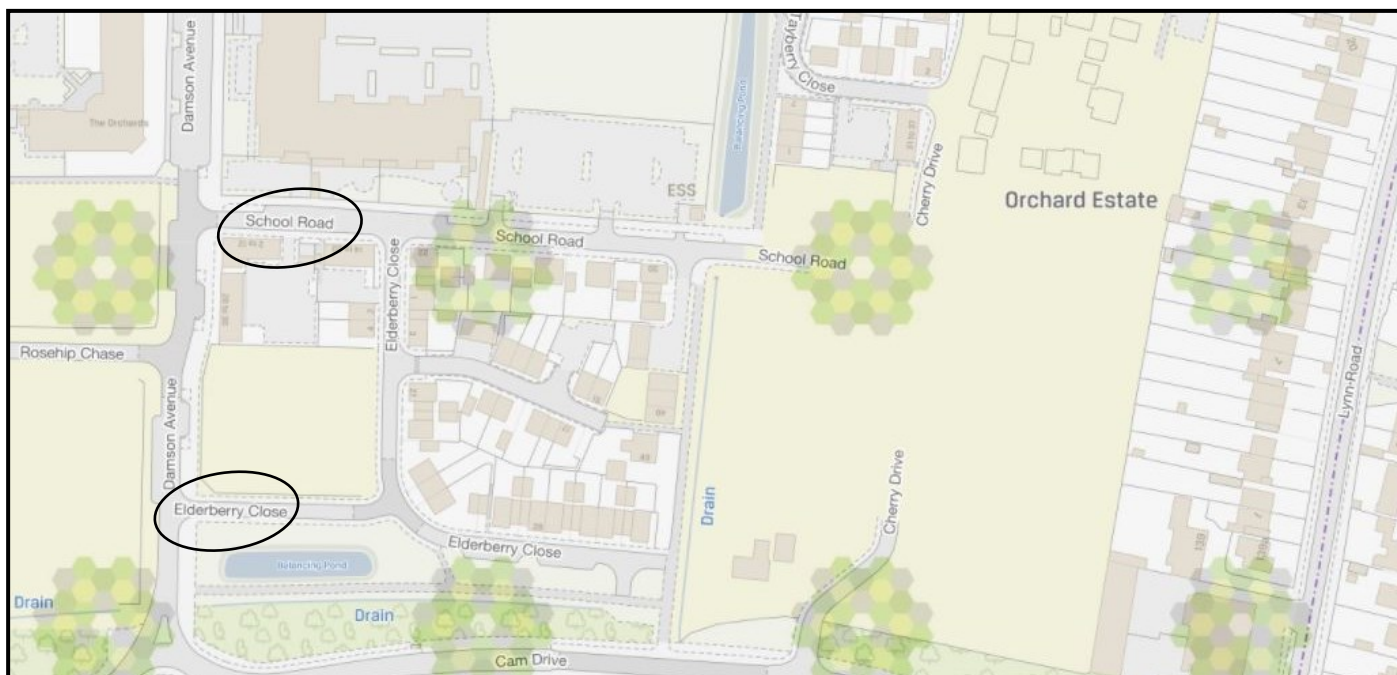 Damson Avenue
The Orchards
School Road
School Road
School Road
ESS
Balancing Pond
Tayberry Close
Cherry Drive
Orchard Estate
Elderberry Close
Rosehip Chase
Damson Avenue
Elderberry Close
Elderberry Close
Balancing Pond
Drain
Drain
Drain
Cherry Drive
Lynn Road
Cam Drive
139